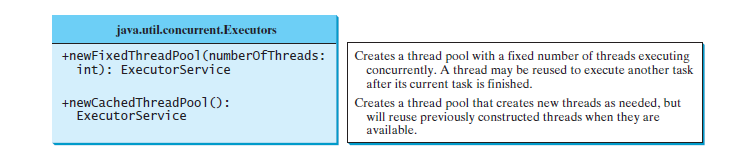 java.util.concurrent.Executors
+newFixedThreadPool(numberOfThreads:
int): ExecutorService
Creates a thread pool with a fixed number of threads executing
concurrently. A thread may be reused to execute another task
after its current task is finished.
+newCachedThreadPool():
ExecutorService
Creates a thread pool that creates new threads as needed, but
will reuse previously constructed threads when they are
available.